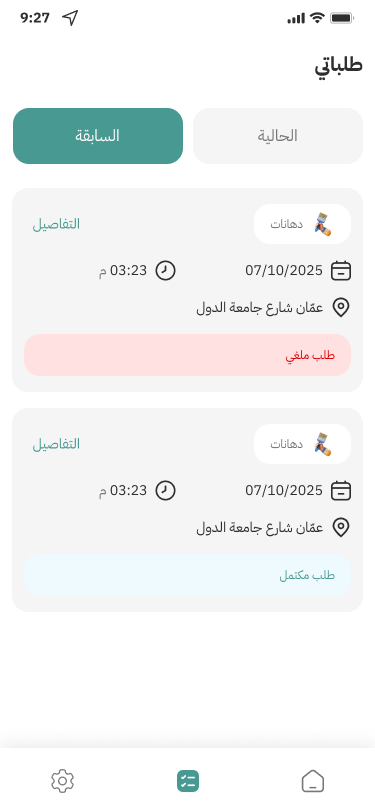 9:27
طلباتي
الحالية
السابقة
دهانات
التفاصيل
07/10/2025
03:23 م
عمّان شارع جامعة الدول
طلب ملغي
دهانات
التفاصيل
07/10/2025
03:23 م
عمّان شارع جامعة الدول
طلب مكتمل